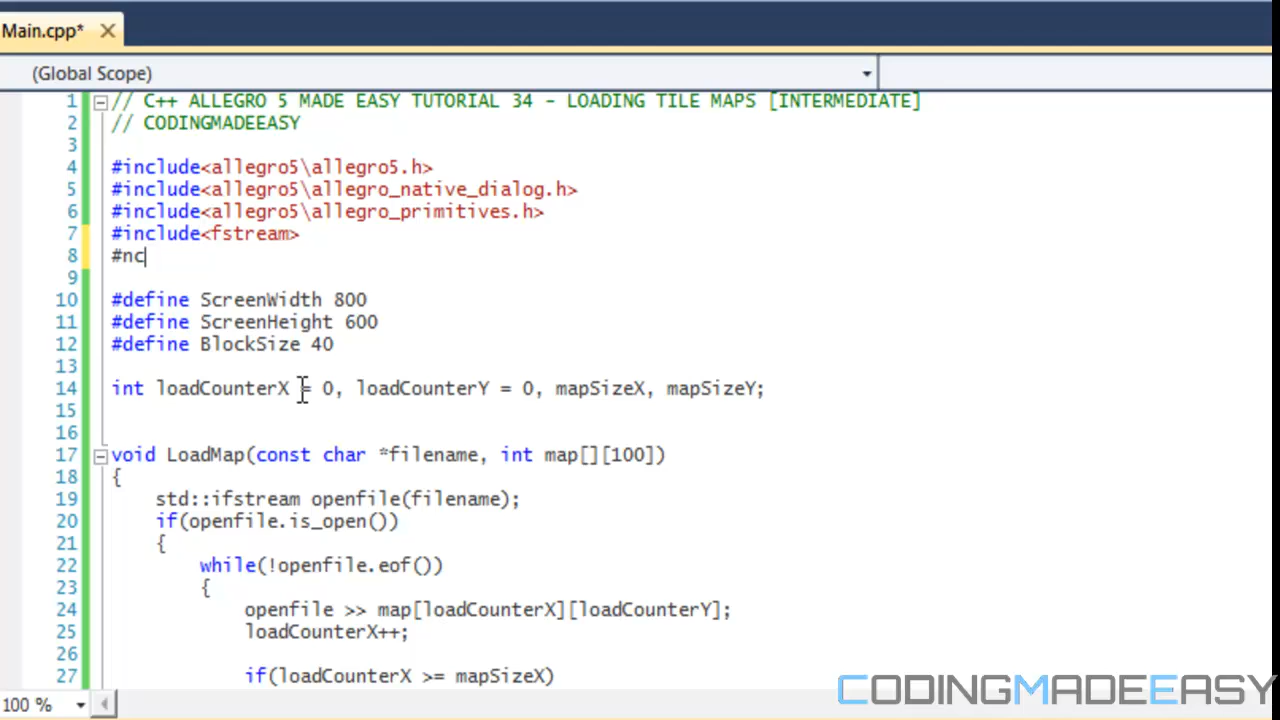 Main.cpp*
(Global Scope)
1 // C++ ALLEGRO 5 MADE EASY TUTORIAL 34 - LOADING TILE MAPS [INTERMEDIATE]
2 // CODINGMADEEASY
3
4 #include<allegro5\allegro5.h>
5 #include<allegro5\allegro_native_dialog.h>
6 #include<allegro5\allegro_primitives.h>
7 #include<fstream>
8 #nc
9
10 #define ScreenWidth 800
11 #define ScreenHeight 600
12 #define BlockSize 40
13
14 int loadCounterX = 0, loadCounterY = 0, mapSizeX, mapSizeY;
15
16
17 void LoadMap(const char *filename, int map[][100])
18 {
19 std::ifstream openfile(filename);
20 if(openfile.is_open())
21 {
22 while(!openfile.eof())
23 {
24 openfile >> map[loadCounterX][loadCounterY];
25 loadCounterX++;
26
27 if(loadCounterX >= mapSizeX)
CODINGMADEEASY
100 %